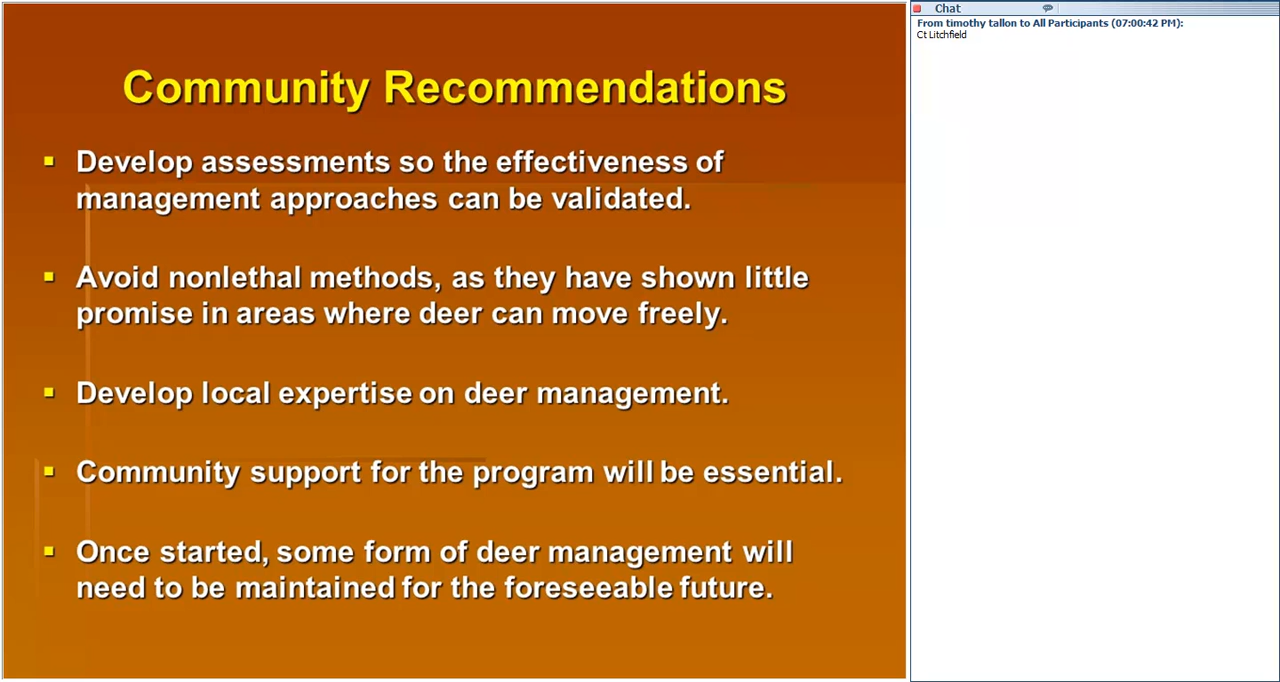 Community Recommendations
▪ Develop assessments so the effectiveness of
management approaches can be validated.
▪ Avoid nonlethal methods, as they have shown little
promise in areas where deer can move freely.
▪ Develop local expertise on deer management.
▪ Community support for the program will be essential.
▪ Once started, some form of deer management will
need to be maintained for the foreseeable future.
Chat
From timothy tallon to All Participants (07:00:42 PM):
Ct Litchfield